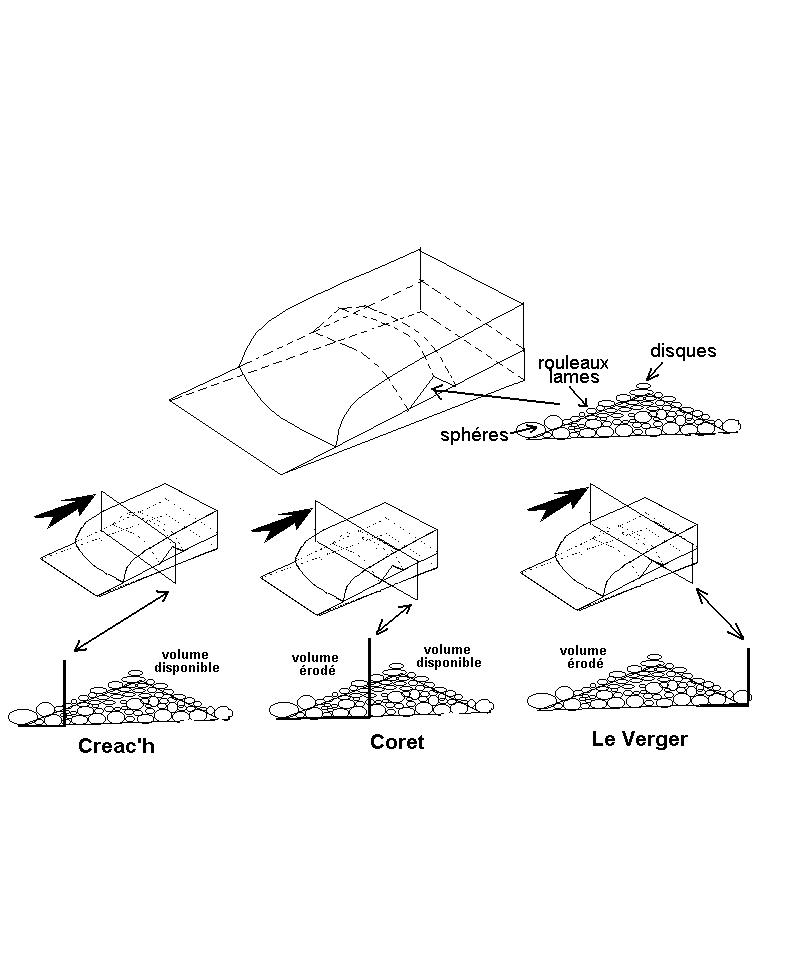 disques
rouleaux
lames
sphéres
volume
disponible
volume
érodé
volume
disponible
volume
érodé
Creac'h
Coret
Le Verger